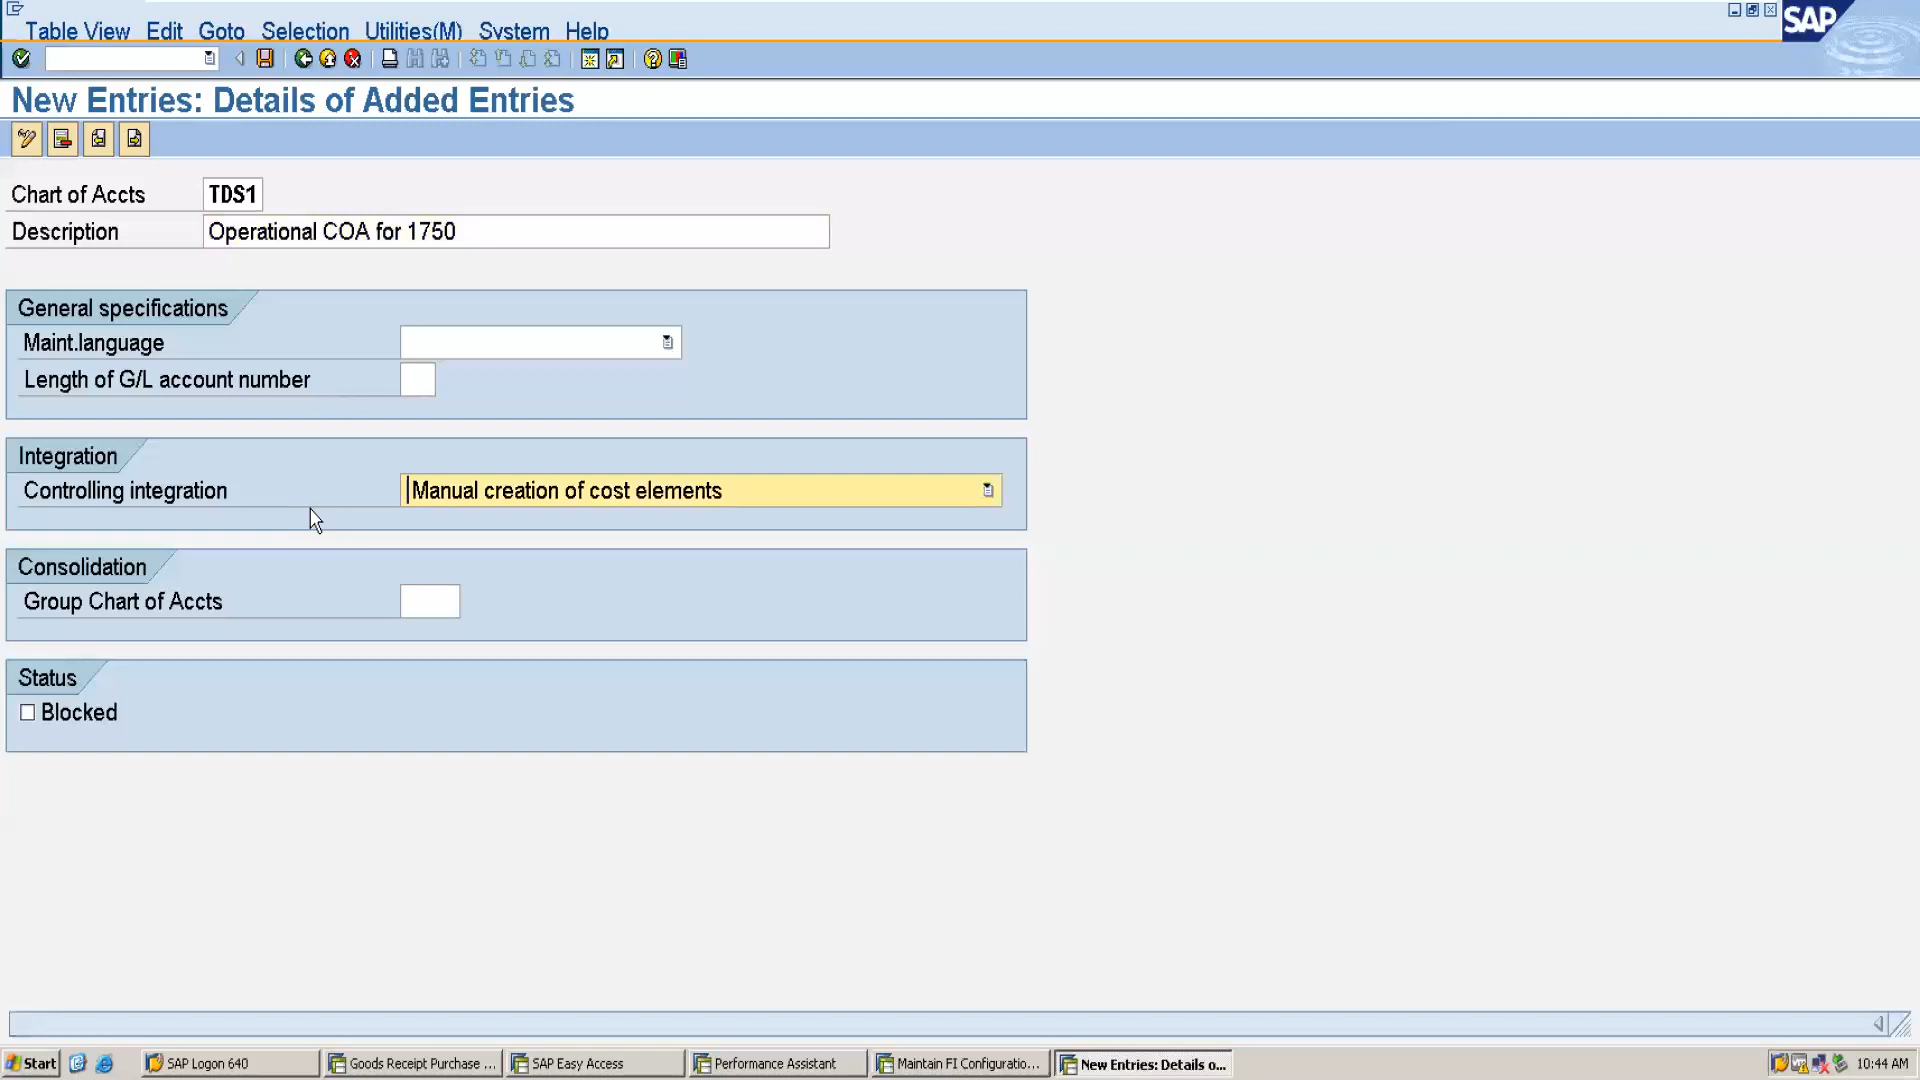 Table View Edit Goto Selection Utilities(M) System Help
SAP
New Entries: Details of Added Entries
Chart of Accts TDS1
Description Operational COA for 1750
General specifications
Maint.language
Length of G/L account number
Integration
Controlling integration Manual creation of cost elements
Consolidation
Group Chart of Accts
Status
Blocked
Start SAP Logon 640 Goods Receipt Purchase ... SAP Easy Access Performance Assistant Maintain FI Configuratio... New Entries: Details o... 10:44 AM